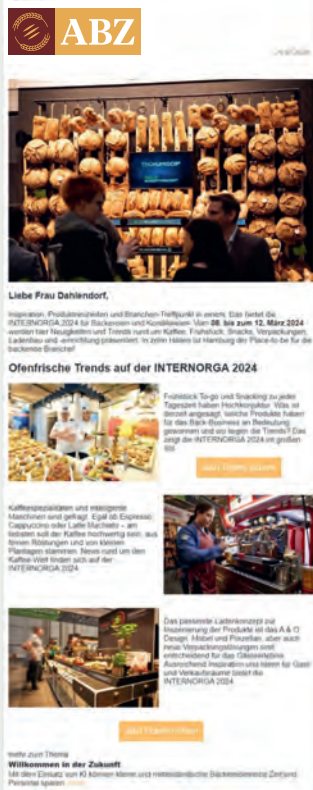 ABZ
Liebe Frau Dahlendorf,
Inspiration, Produktneuheiten und Branchen-Treffpunkt in einem: Das bietet die
INTERNORGA 2024 für Bäckereien und Konditoreien. Vom 08. bis zum 12. März 2024
werden hier Neuigkeiten und Trends rund um Kaffee, Frühstück, Snacks, Verpackungen,
Ladenbau und -einrichtung präsentiert. In zehn Hallen ist Hamburg der Place-to-be für die
backende Branche!
Ofenfrische Trends auf der INTERNORGA 2024
Frühstück To-go und Snacking zu jeder
Tageszeit haben Hochkonjunktur. Was ist
derzeit angesagt, welche Produkte haben
für das Back-Business an Bedeutung
gewonnen und wo liegen die Trends? Das
zeigt die INTERNORGA 2024 im großen
Stil.
Kaffeespezialitäten und intelligente
Maschinen sind gefragt. Egal ob Espresso,
Cappuccino oder Latte Macchiato – am
liebsten soll der Kaffee hochwertig sein, aus
feinen Röstungen und von kleinen
Plantagen stammen. News rund um den
Kaffee-Welt finden sich auf der
INTERNORGA 2024.
Das passende Ladenkonzept zur
Inszenierung der Produkte ist das A & O.
Design, Möbel und Porzellan, aber auch
neue Verpackungslösungen sind
entscheidend für das Gästeerlebnis.
Ausreichend Inspiration und Ideen für Gast-
und Verkaufsräume bietet die
INTERNORGA 2024.
mehr zum Thema
Willkommen in der Zukunft
Mit dem Einsatz von KI können kleine und mittelständische Bäckereibetriebe Zeit und
Personal sparen.